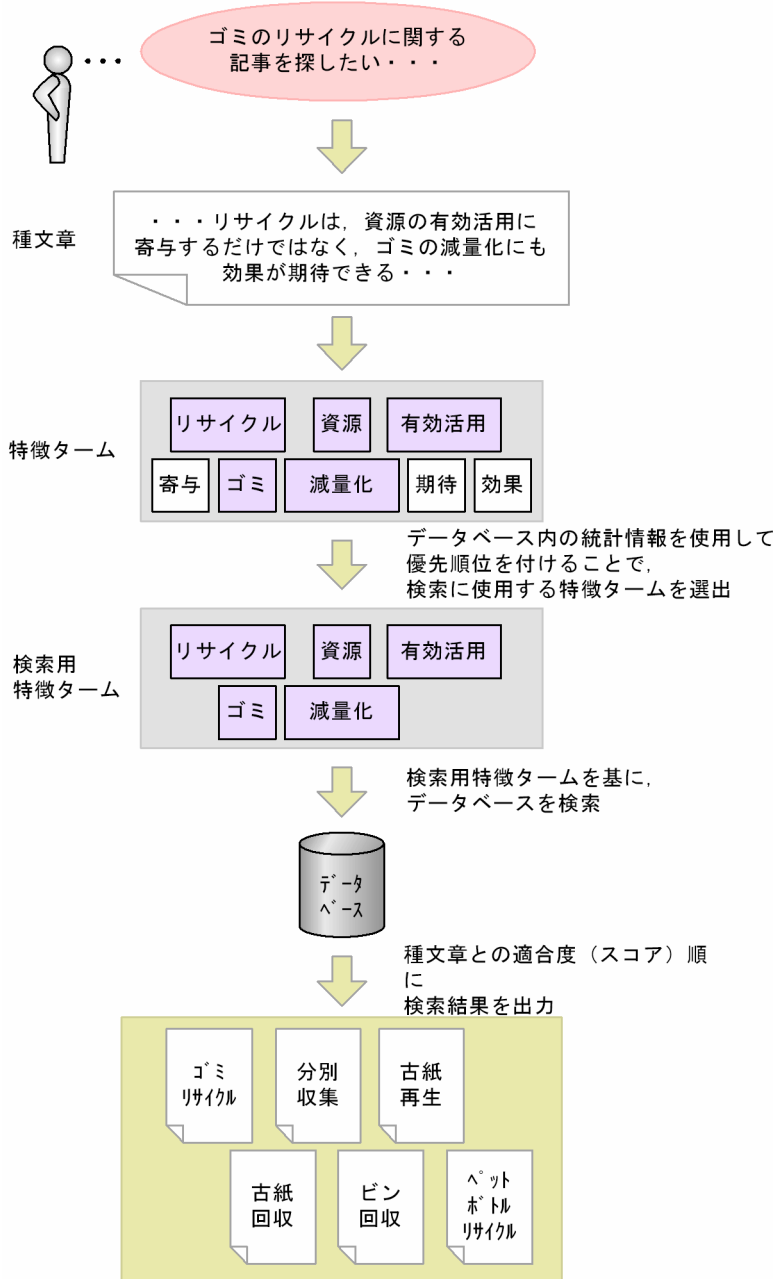 ゴミのリサイクルに関する
記事を探したい・・・
・・・
種文章
・・・リサイクルは，資源の有効活用に
寄与するだけではなく，ゴミの減量化にも
効果が期待できる・・・
特徴ターム
リサイクル 資源 有効活用
寄与 ゴミ 減量化 期待 効果
データベース内の統計情報を使用して
優先順位を付けることで，
検索に使用する特徴タームを選出
検索用
特徴ターム
リサイクル 資源 有効活用
ゴミ 減量化
検索用特徴タームを基に，
データベースを検索
ﾃﾞｰﾀ
ﾍﾞｰｽ
種文章との適合度（スコア）順
に
検索結果を出力
ｺﾞﾐ
ﾘｻｲｸﾙ
分別
収集
古紙
再生
古紙
回収
ビン
回収
ﾍﾟｯﾄ
ﾎﾞﾄﾙ
ﾘｻｲｸﾙ